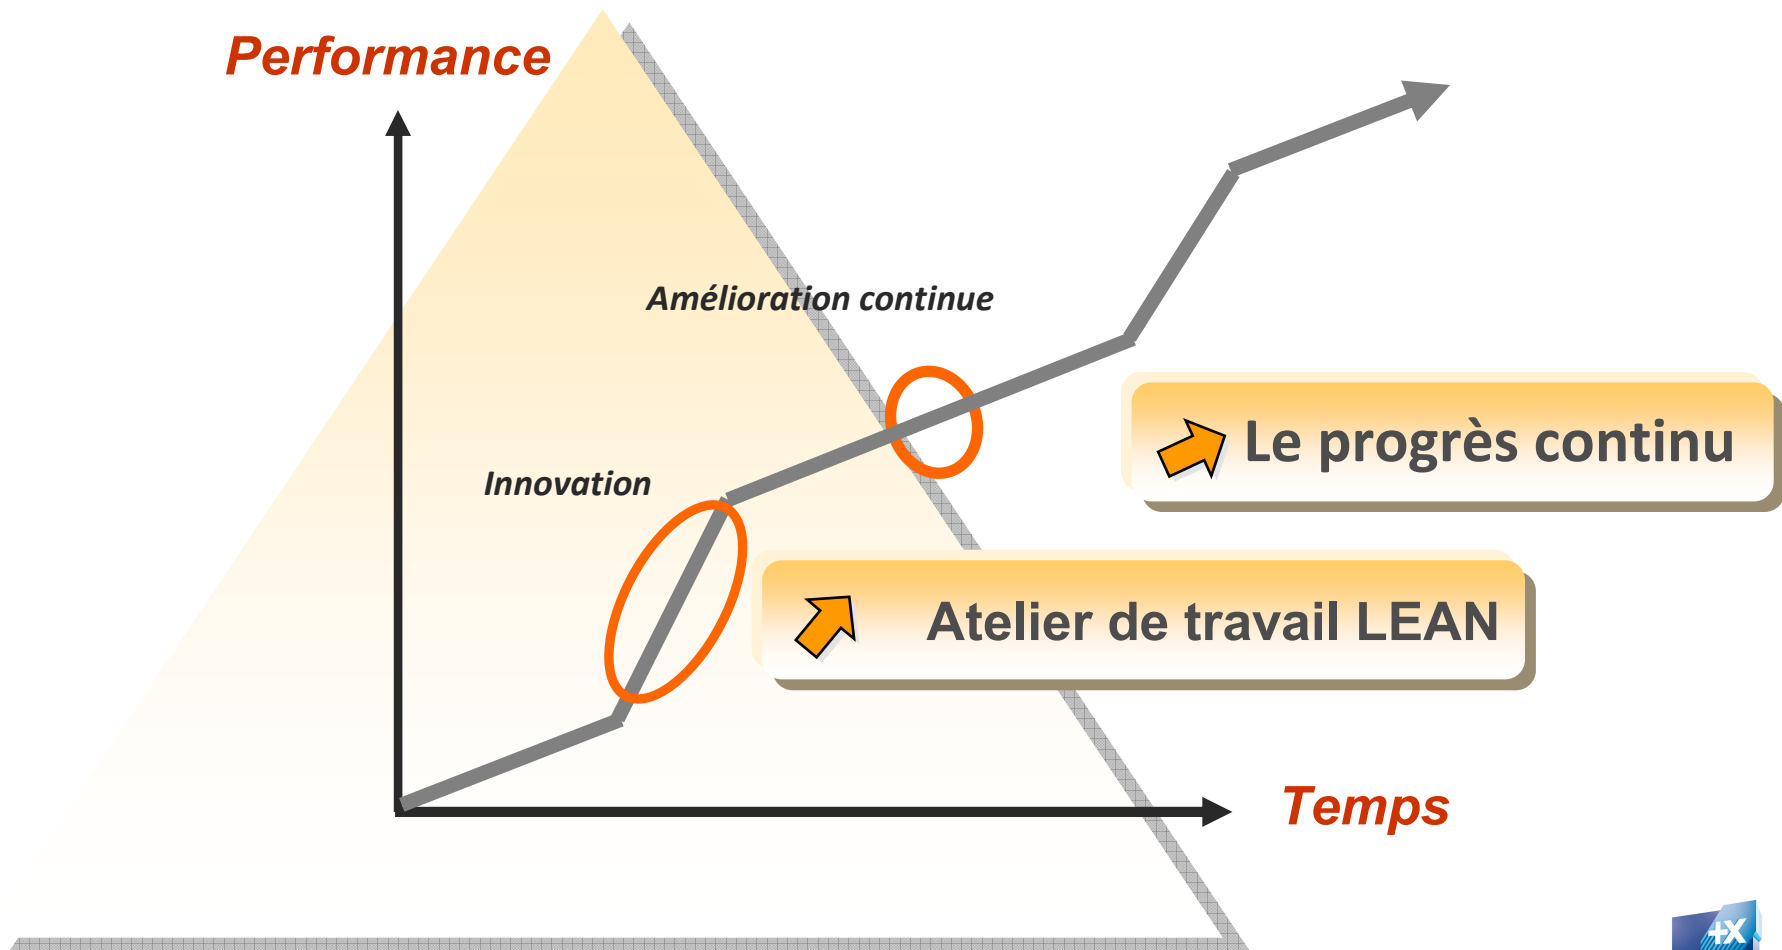 Performance
Amélioration continue
Le progrès continu
Innovation
Atelier de travail LEAN
Temps
+X